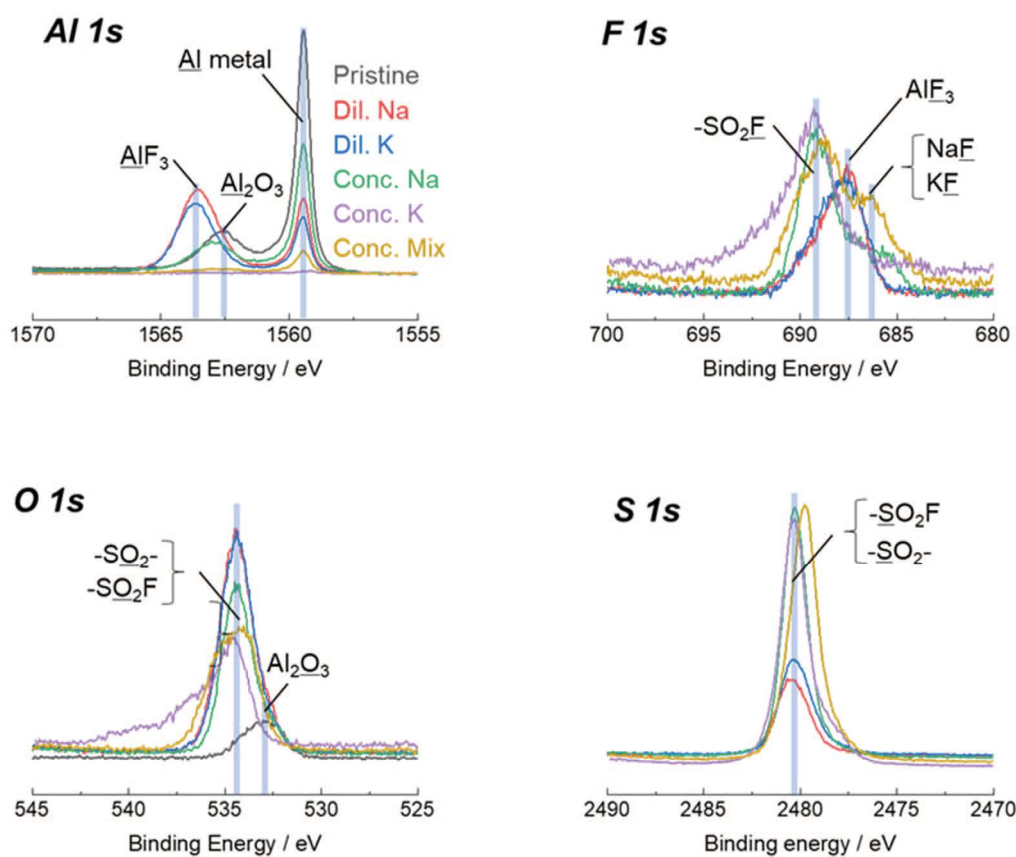 Al 1s
Al metal
AlF₃
Al₂O₃
Pristine
Dil. Na
Dil. K
Conc. Na
Conc. K
Conc. Mix
1570 1565 1560 1555
Binding Energy / eV
F 1s
-SO₂F
AlF₃
NaF
KF
700 695 690 685 680
Binding Energy / eV
O 1s
-SO₂-
-SO₂F
Al₂O₃
545 540 535 530 525
Binding Energy / eV
S 1s
-SO₂F
-SO₂-
2490 2485 2480 2475 2470
Binding energy / eV